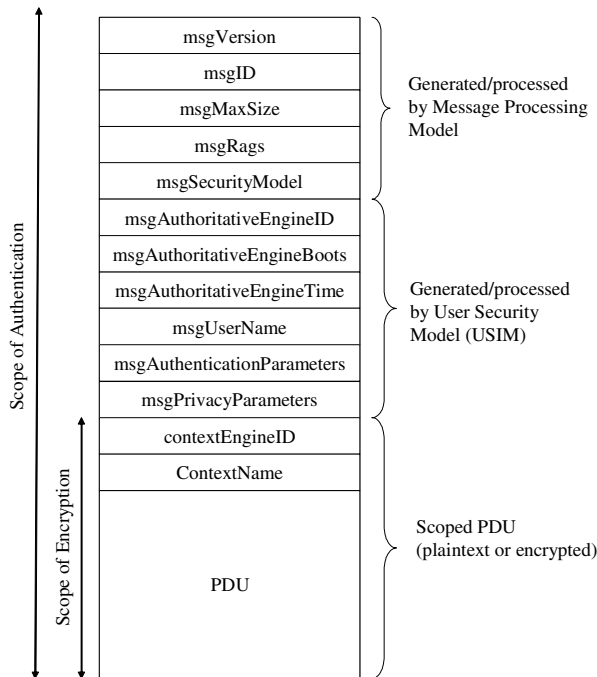 msgVersion
msgID
msgMaxSize
msgRags
msgSecurityModel
msgAuthoritativeEngineID
msgAuthoritativeEngineBoots
msgAuthoritativeEngineTime
msgUserName
msgAuthenticationParameters
msgPrivacyParameters
contextEngineID
ContextName
PDU
Generated/processed
by Message Processing
Model
Generated/processed
by User Security
Model (USIM)
Scoped PDU
(plaintext or encrypted)
Scope of Authentication
Scope of Encryption